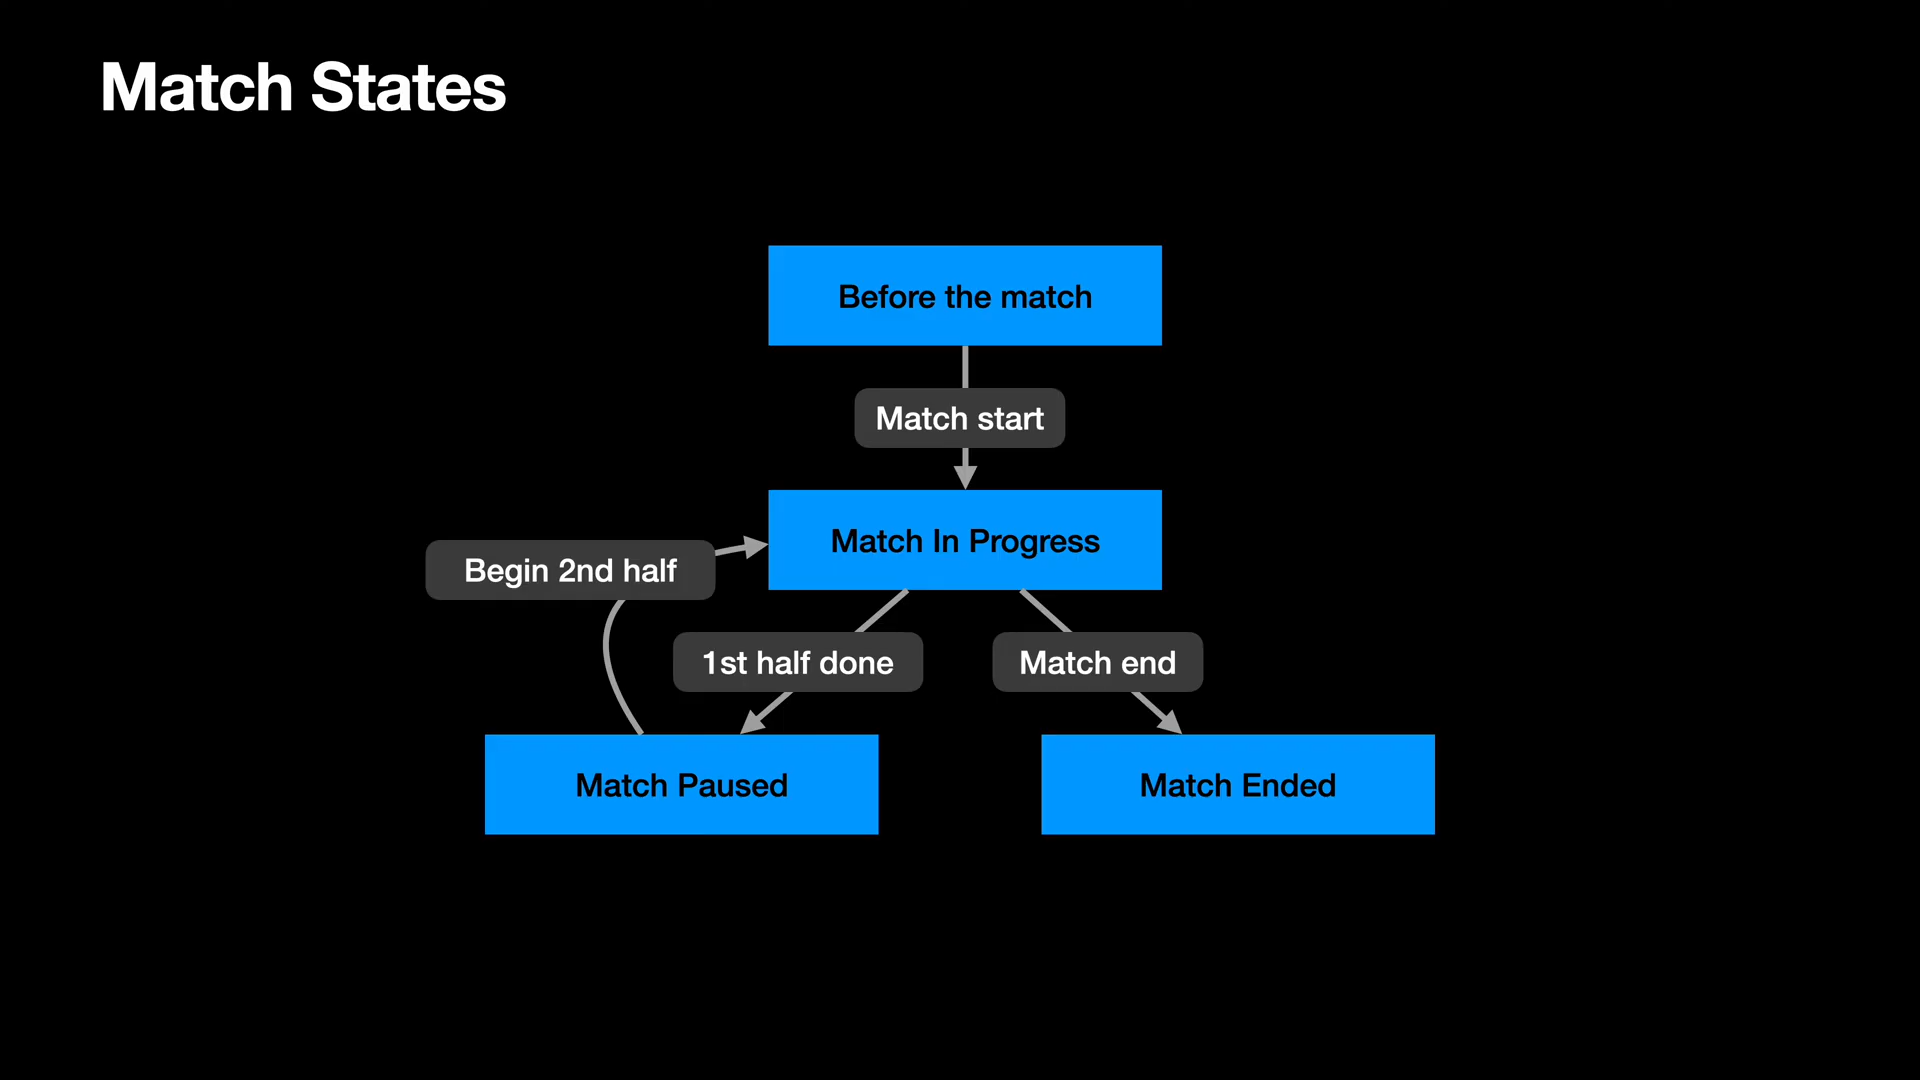 Match States
Before the match
Match start
Match In Progress
Begin 2nd half
1st half done
Match end
Match Paused
Match Ended